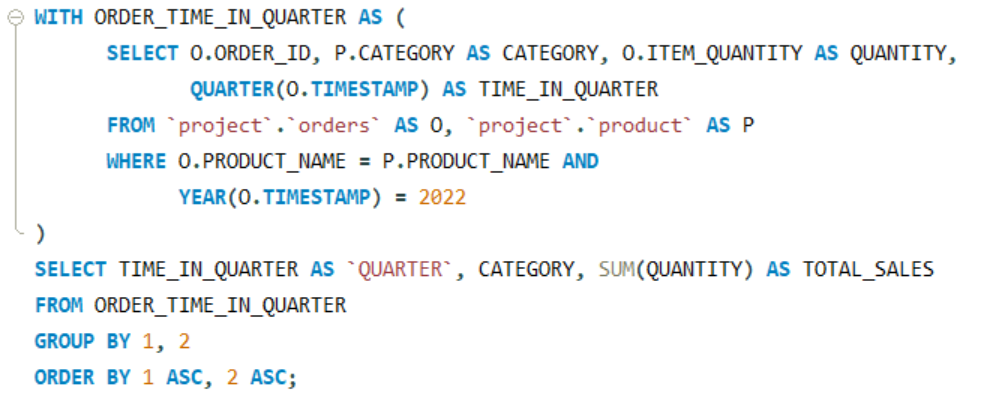 WITH ORDER_TIME_IN_QUARTER AS (
SELECT O.ORDER_ID, P.CATEGORY AS CATEGORY, O.ITEM_QUANTITY AS QUANTITY,
QUARTER(O.TIMESTAMP) AS TIME_IN_QUARTER
FROM `project`.`orders` AS O, `project`.`product` AS P
WHERE O.PRODUCT_NAME = P.PRODUCT_NAME AND
YEAR(O.TIMESTAMP) = 2022
)
SELECT TIME_IN_QUARTER AS `QUARTER`, CATEGORY, SUM(QUANTITY) AS TOTAL_SALES
FROM ORDER_TIME_IN_QUARTER
GROUP BY 1, 2
ORDER BY 1 ASC, 2 ASC;